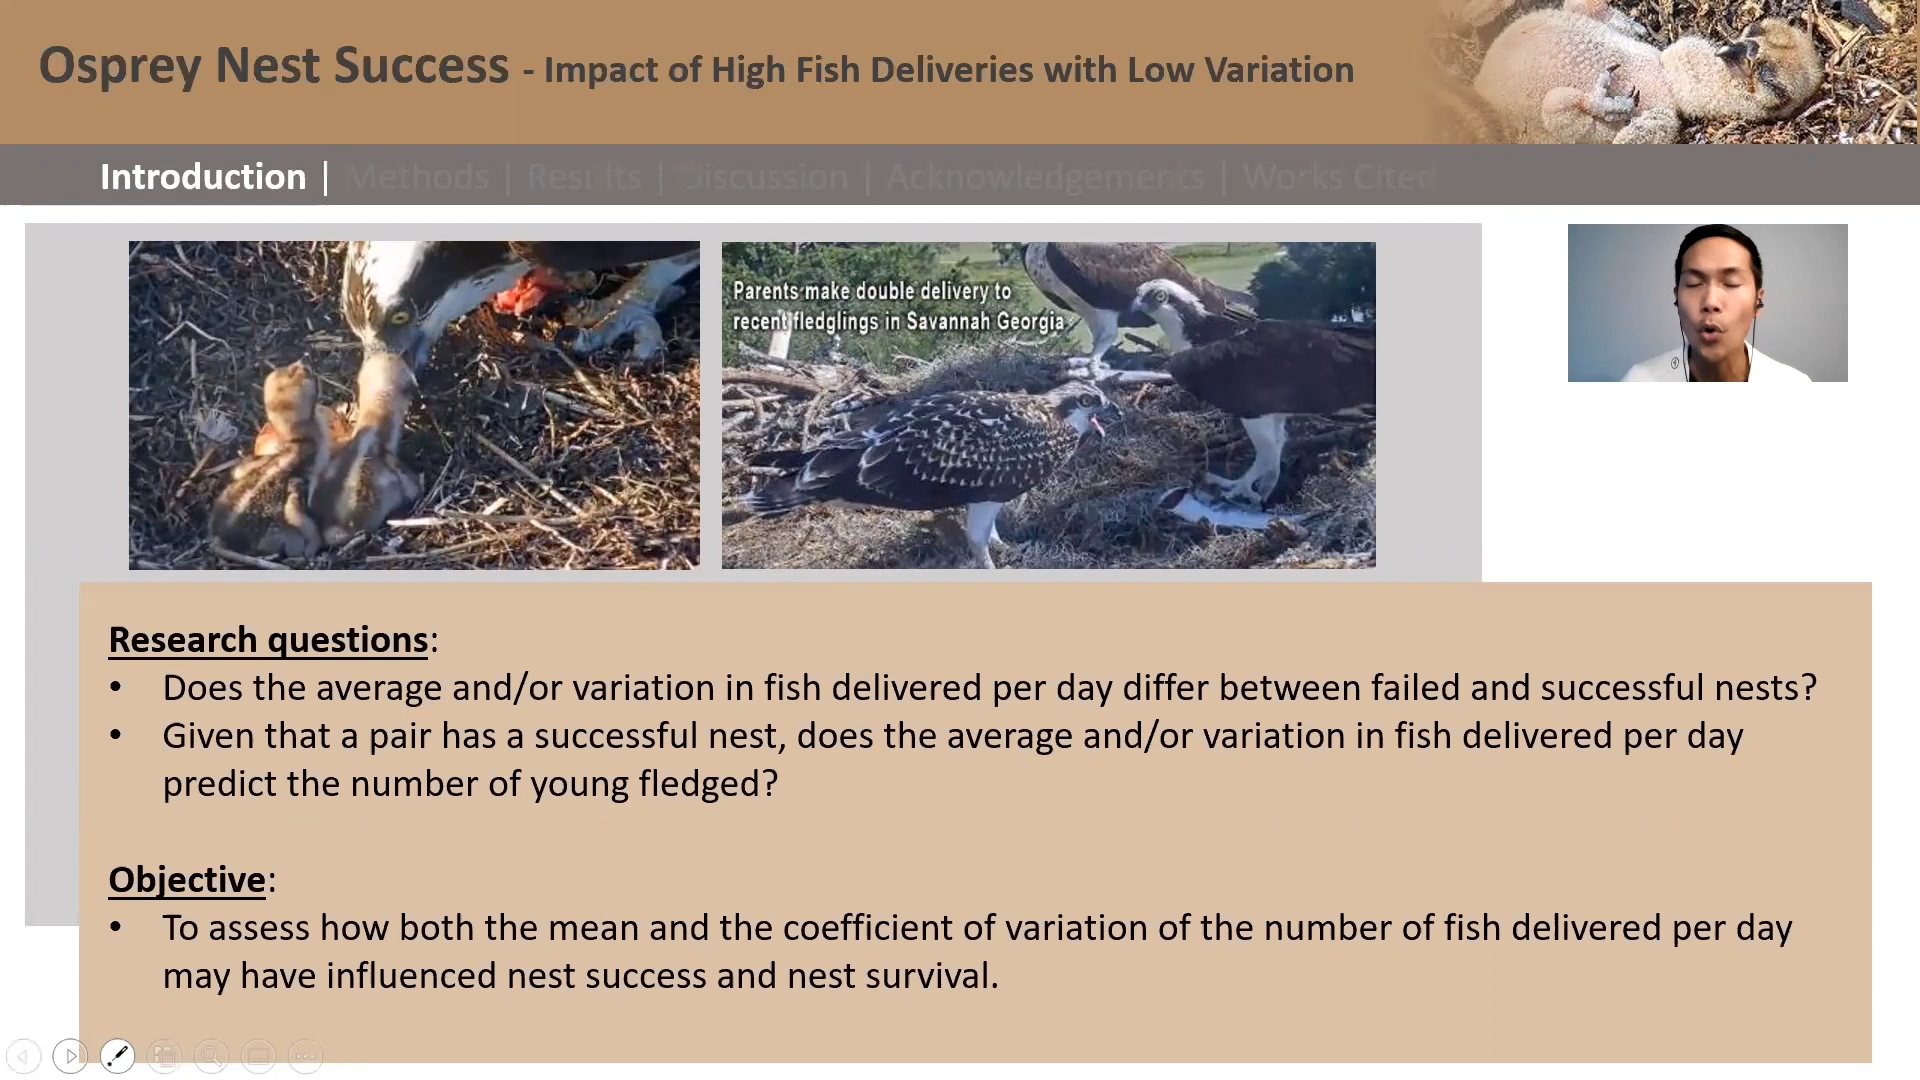 Osprey Nest Success - Impact of High Fish Deliveries with Low Variation
Introduction | Methods | Results | Discussion | Acknowledgements | Works Cited
Parents make double delivery to
recent fledglings in Savannah Georgia
Research questions:
• Does the average and/or variation in fish delivered per day differ between failed and successful nests?
• Given that a pair has a successful nest, does the average and/or variation in fish delivered per day
predict the number of young fledged?
Objective:
• To assess how both the mean and the coefficient of variation of the number of fish delivered per day
may have influenced nest success and nest survival.